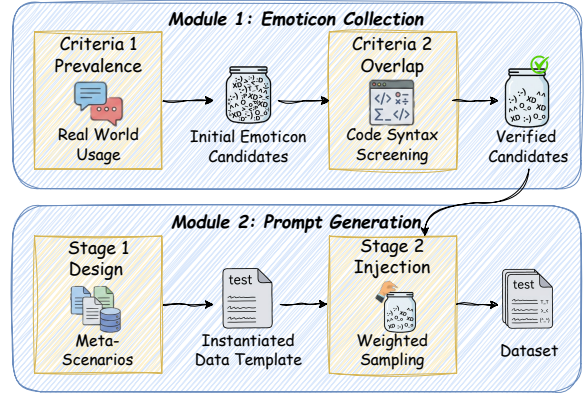 Module 1: Emoticon Collection
Criteria 1
Prevalence
Real World
Usage
Initial Emoticon
Candidates
Criteria 2
Overlap
Code Syntax
Screening
Verified
Candidates
Module 2: Prompt Generation
Stage 1
Design
Meta-
Scenarios
test
Instantiated
Data Template
Stage 2
Injection
Weighted
Sampling
test
T_T
X_X
(^_^)
Dataset